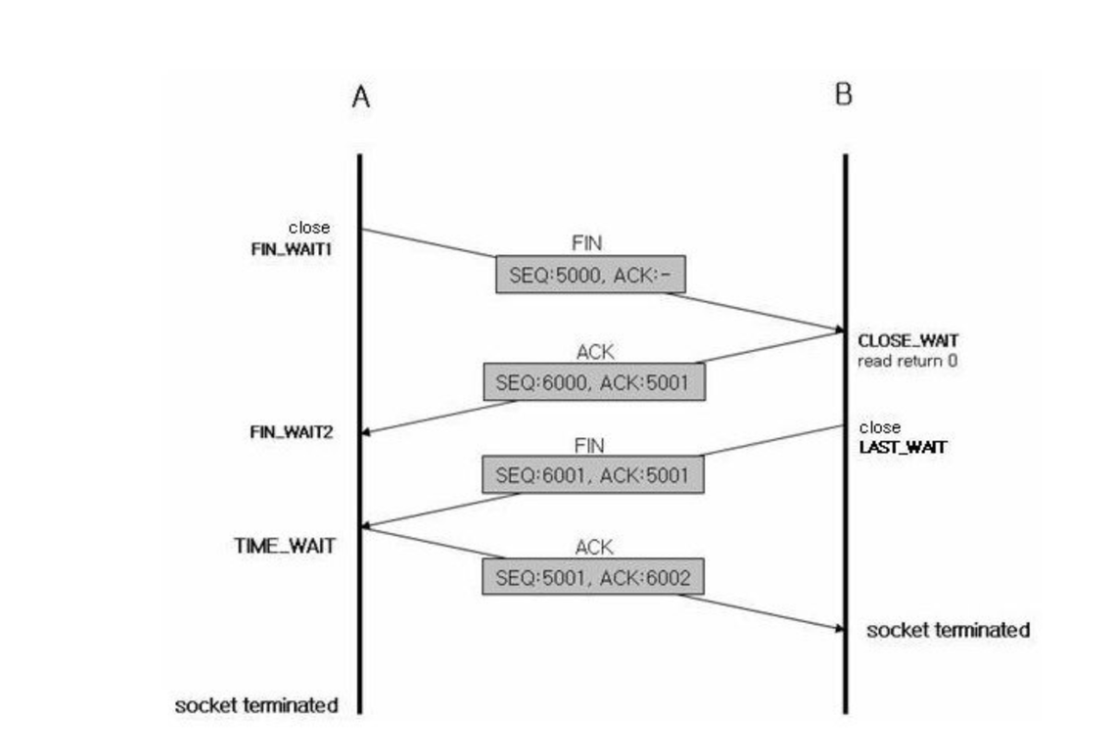 A
B
close
FIN_WAIT1
FIN
SEQ:5000, ACK:-
CLOSE_WAIT
read return 0
ACK
SEQ:6000, ACK:5001
FIN_WAIT2
close
LAST_WAIT
FIN
SEQ:6001, ACK:5001
TIME_WAIT
ACK
SEQ:5001, ACK:6002
socket terminated
socket terminated